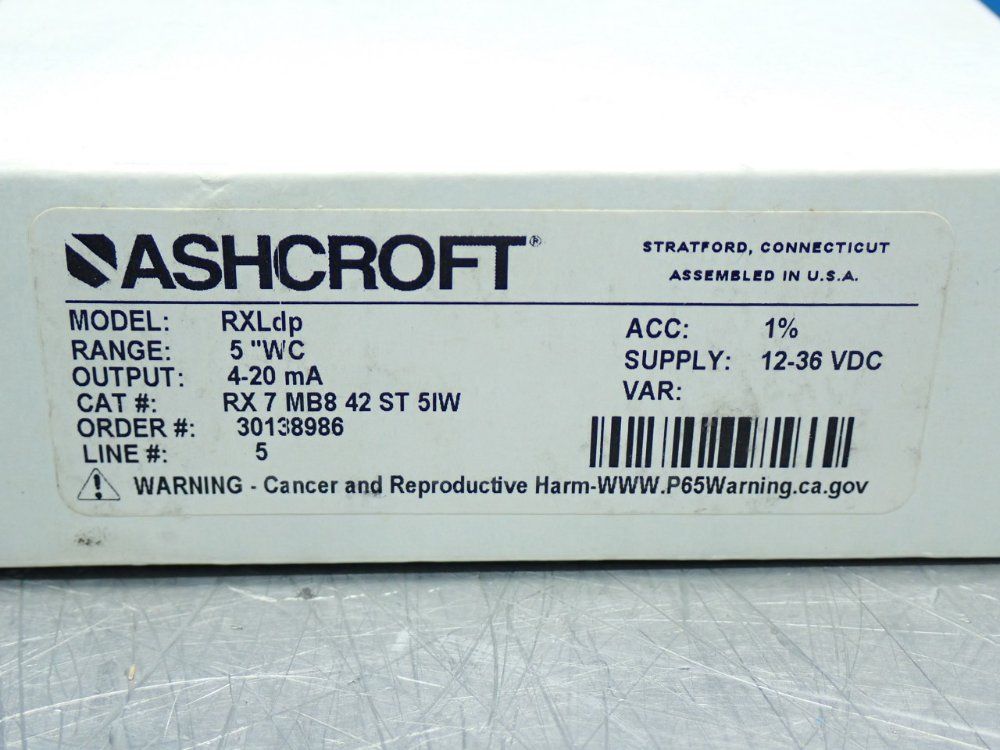 ASHCROFT®
STRATFORD, CONNECTICUT
ASSEMBLED IN U.S.A.
MODEL: RXLdp
RANGE: 5 "WC
OUTPUT: 4-20 mA
CAT #: RX 7 MB8 42 ST 5IW
ORDER #: 30138986
LINE #: 5
ACC: 1%
SUPPLY: 12-36 VDC
VAR:
WARNING - Cancer and Reproductive Harm-WWW.P65Warning.ca.gov